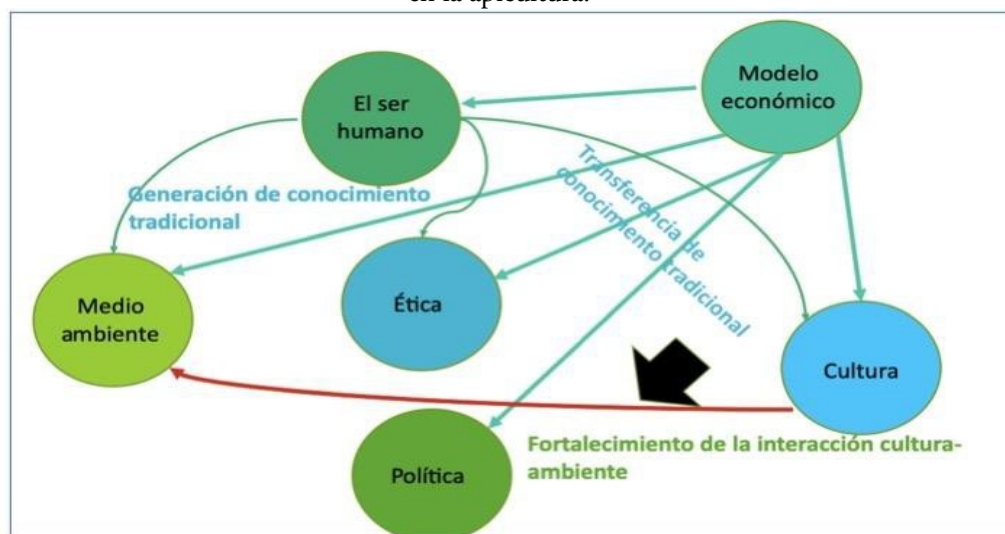 en la apicultura.
El ser
humano
Modelo
económico
Generación de conocimiento
tradicional
Transferencia de
conocimiento tradicional
Medio
ambiente
Ética
Cultura
Fortalecimiento de la interacción cultura-
ambiente
Política